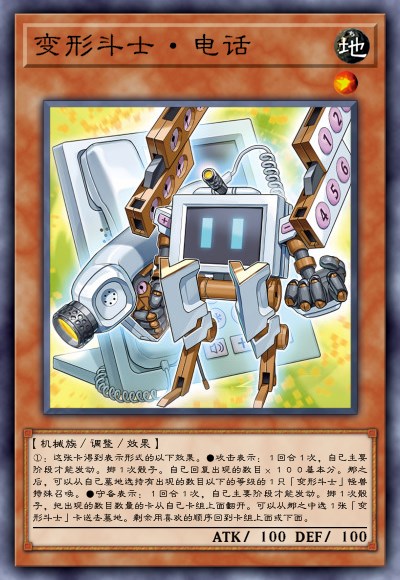 变形斗士·电话
地
1 2
4 5
【机械族/调整/效果】
①：这张卡得到表示形式的以下效果。●攻击表示：1回合1次，自己主要
阶段才能发动。掷1次骰子。自己回复出现的数目×100基本分。那之
后，可以从自己墓地选持有出现的数目以下的等级的1只「变形斗士」怪兽
特殊召唤。●守备表示：1回合1次，自己主要阶段才能发动。掷1次骰
子，把出现的数目数量的卡从自己卡组上面翻开。可以从那之中选1张「变
形斗士」卡送去墓地。剩余用喜欢的顺序回到卡组上面或下面。
ATK/ 100 DEF/ 100